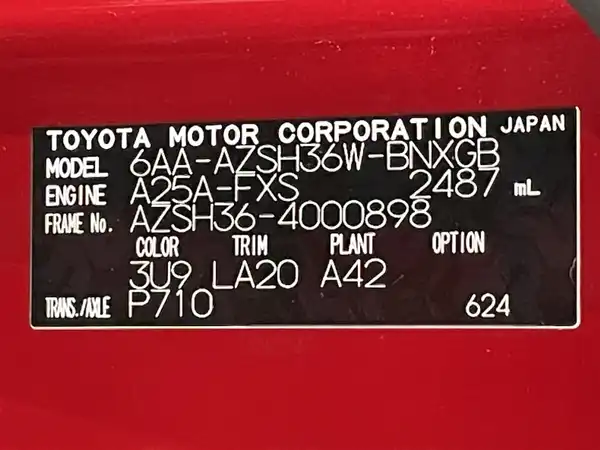 TOYOTA MOTOR CORPORATION JAPAN
MODEL 6AA-AZSH36W-BNXGB
ENGINE A25A-FXS 2487 mL
FRAME No. AZSH36-4000898
COLOR TRIM PLANT OPTION
3U9 LA20 A42
TRANS./AXLE P710 624